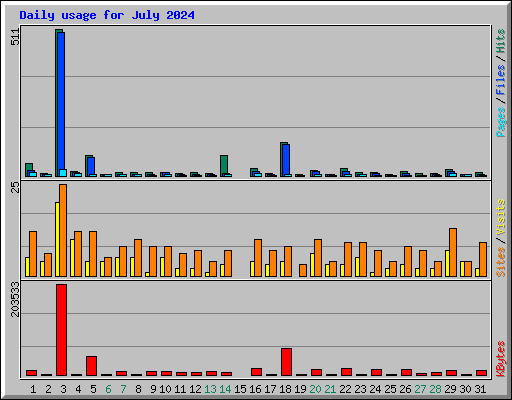 Daily usage for July 2024
511
Pages / Files / Hits
25
Sites / Visits
203533
KBytes
1 2 3 4 5 6 7 8 9 10 11 12 13 14 15 16 17 18 19 20 21 22 23 24 25 26 27 28 29 30 31